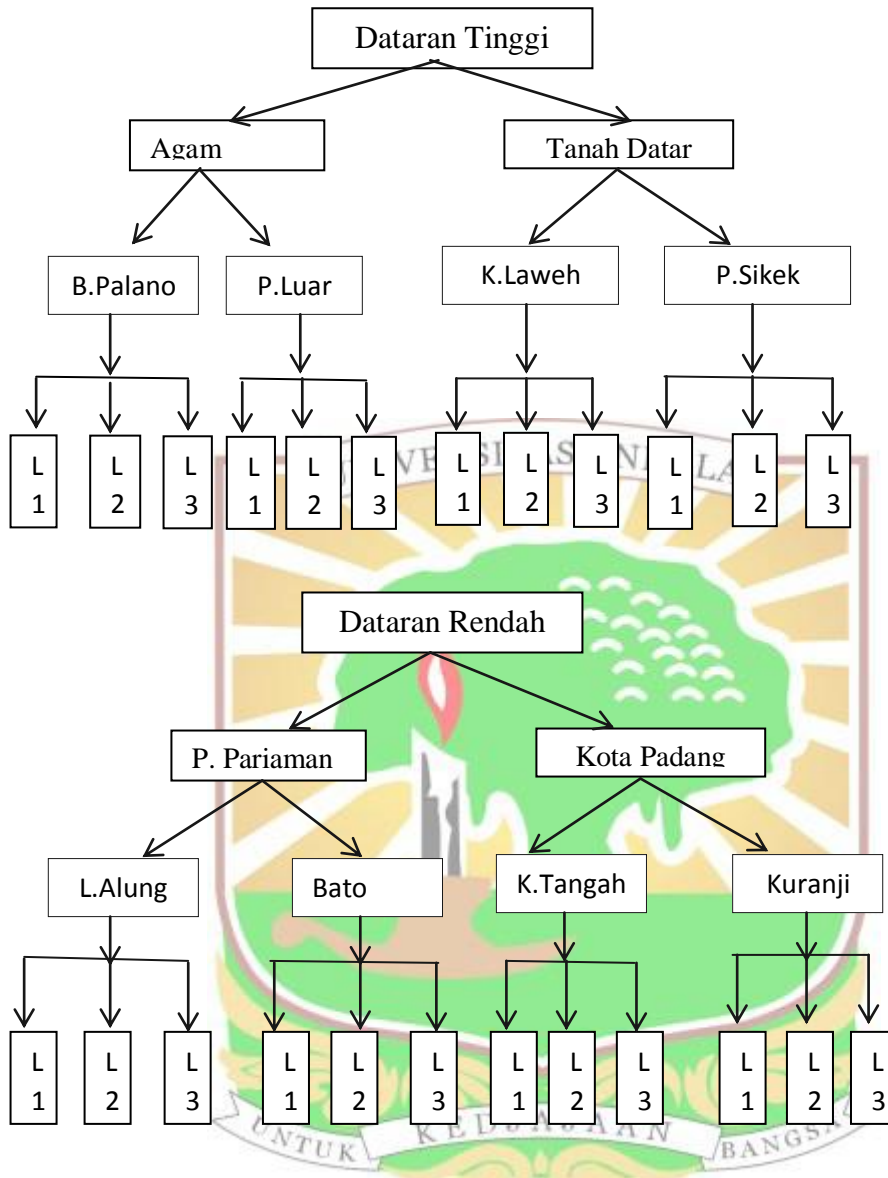 Dataran Tinggi
Agam
Tanah Datar
B.Palano
P.Luar
K.Laweh
P.Sikek
L
1
L
2
L
3
L
1
L
2
L
3
L
1
L
2
L
3
L
1
L
2
L
3
Dataran Rendah
P. Pariaman
Kota Padang
L.Alung
Bato
K.Tangah
Kuranji
L
1
L
2
L
3
L
1
L
2
L
3
L
1
L
2
L
3
L
1
L
2
L
3
UNTUK
BANGSA